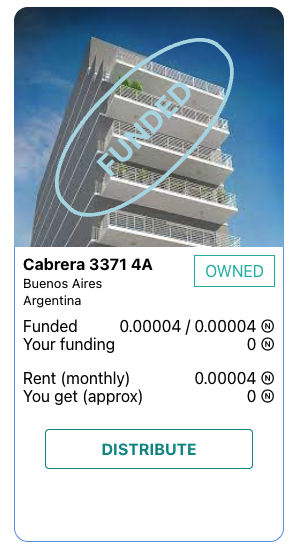 FUNDED
Cabrera 3371 4A
OWNED
Buenos Aires
Argentina
Funded 0.00004 / 0.00004 Ⓝ
Your funding 0 Ⓝ
Rent (monthly) 0.00004 Ⓝ
You get (approx) 0 Ⓝ
DISTRIBUTE